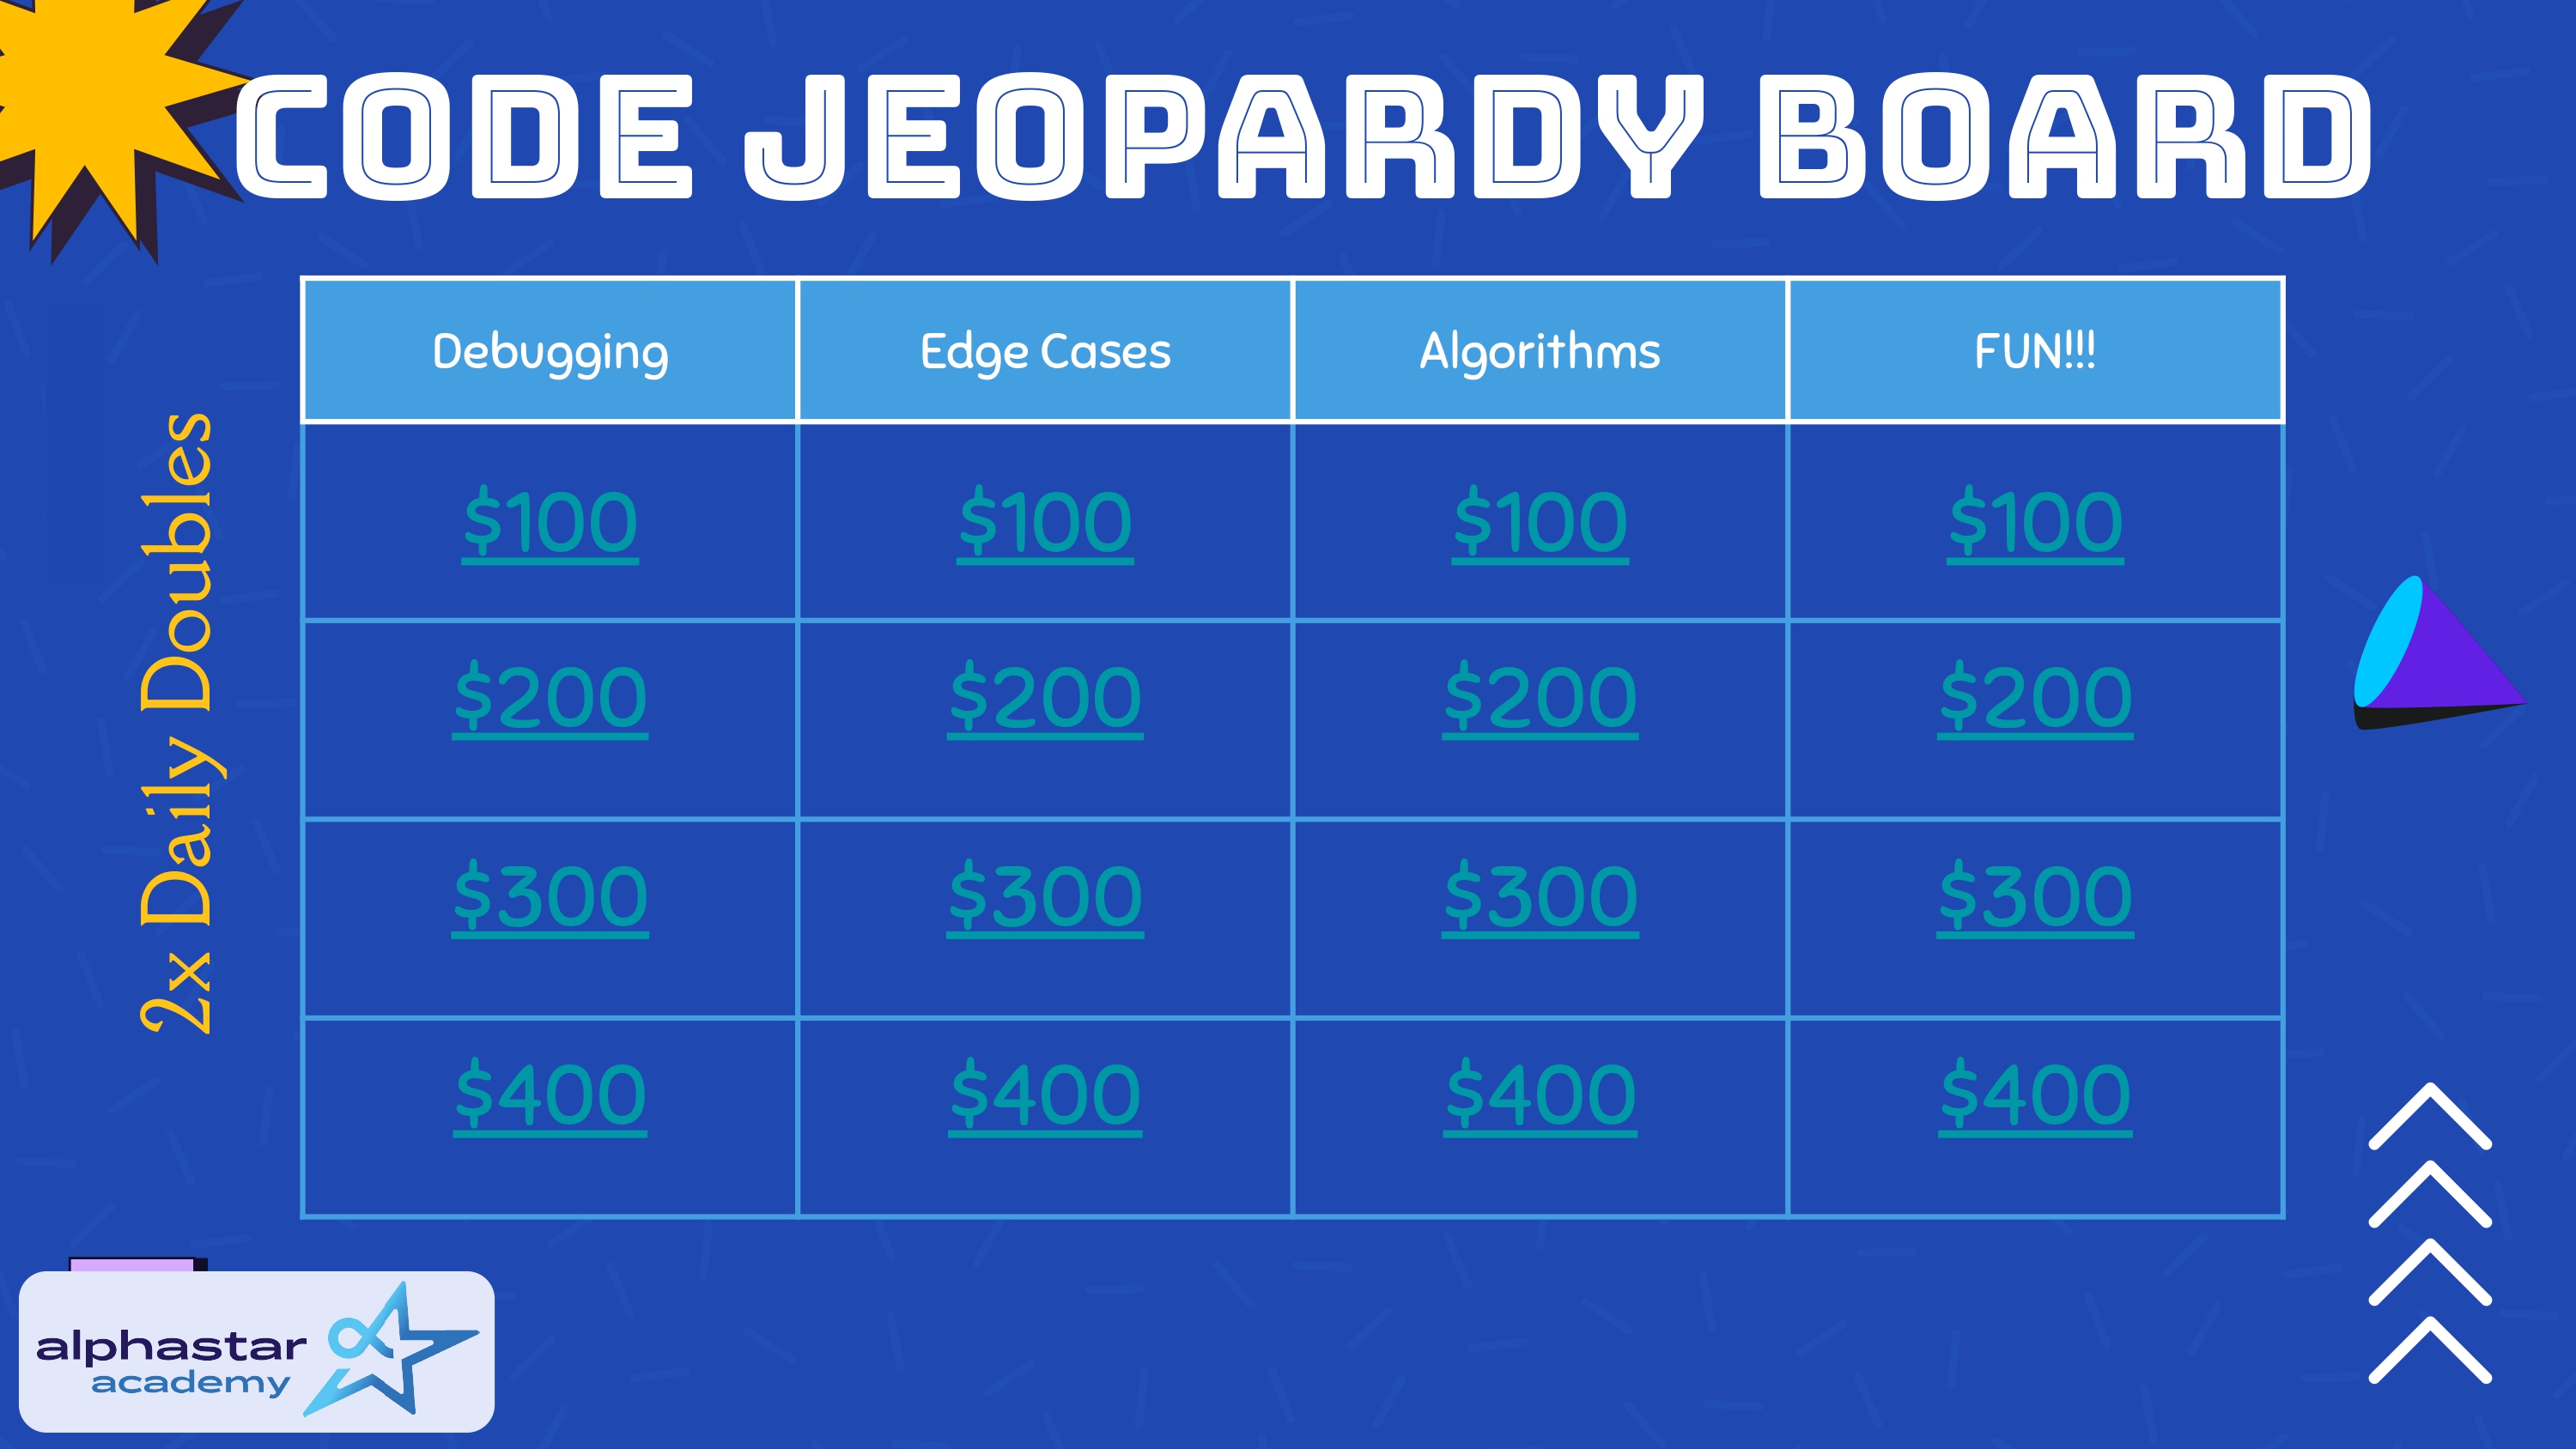 CODE JEOPARDY BOARD
2x Daily Doubles
Debugging Edge Cases Algorithms FUN!!!
$100 $100 $100 $100
$200 $200 $200 $200
$300 $300 $300 $300
$400 $400 $400 $400
alphastar
academy